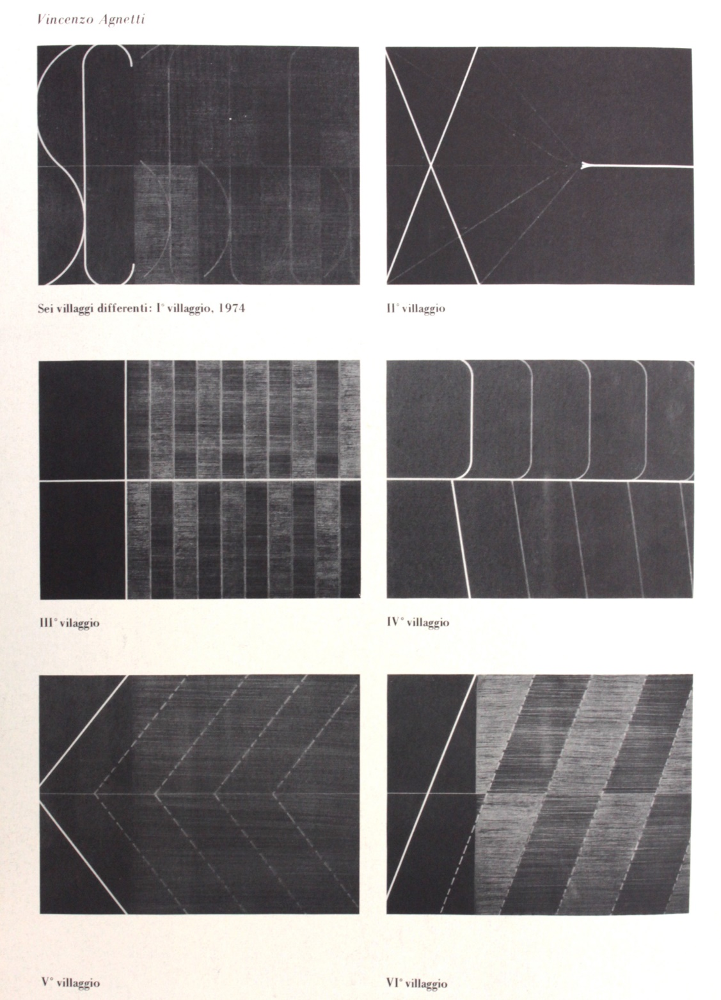 Vincenzo Agnetti
Sei villaggi differenti: I° villaggio, 1974
II° villaggio
III° vilaggio
IV° villaggio
V° villaggio
VI° villaggio